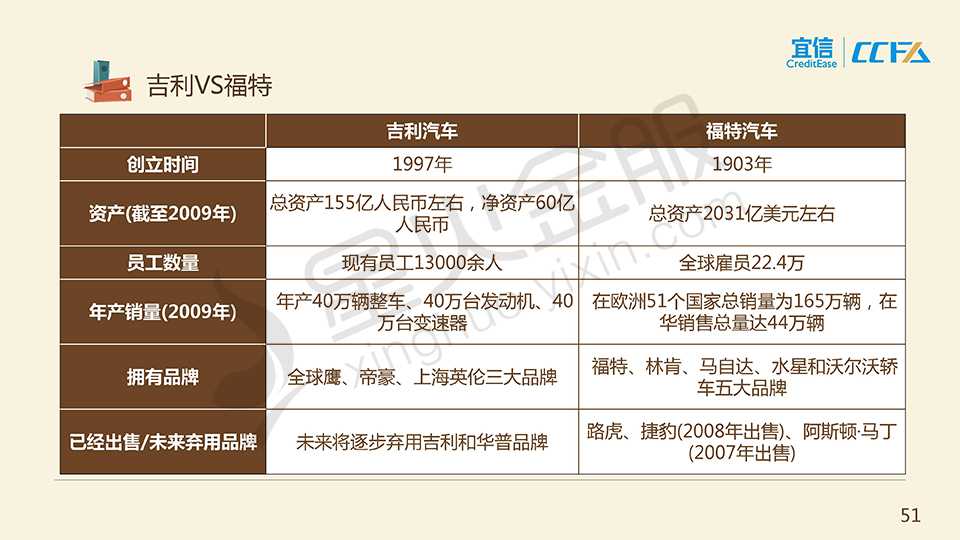 宜信
CreditEase
CCFA
吉利VS福特
吉利汽车
福特汽车
创立时间
1997年
1903年
资产(截至2009年)
总资产155亿人民币左右，净资产60亿
人民币
总资产2031亿美元左右
员工数量
现有员工13000余人
全球雇员22.4万
年产销量(2009年)
年产40万辆整车、40万台发动机、40
万台变速器
在欧洲51个国家总销量为165万辆，在
华销售总量达44万辆
拥有品牌
全球鹰、帝豪、上海英伦三大品牌
福特、林肯、马自达、水星和沃尔沃轿
车五大品牌
已经出售/未来弃用品牌
未来将逐步弃用吉利和华普品牌
路虎、捷豹(2008年出售)、阿斯顿·马丁
(2007年出售)
星火金服
xinghuo.yixin.com
51